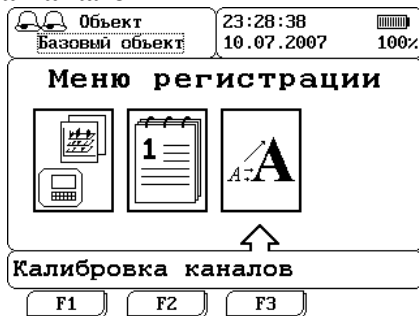 Объект
Базовый объект
23:28:38
10.07.2007 100%
Меню регистрации
1
A A
Калибровка каналов
F1 F2 F3